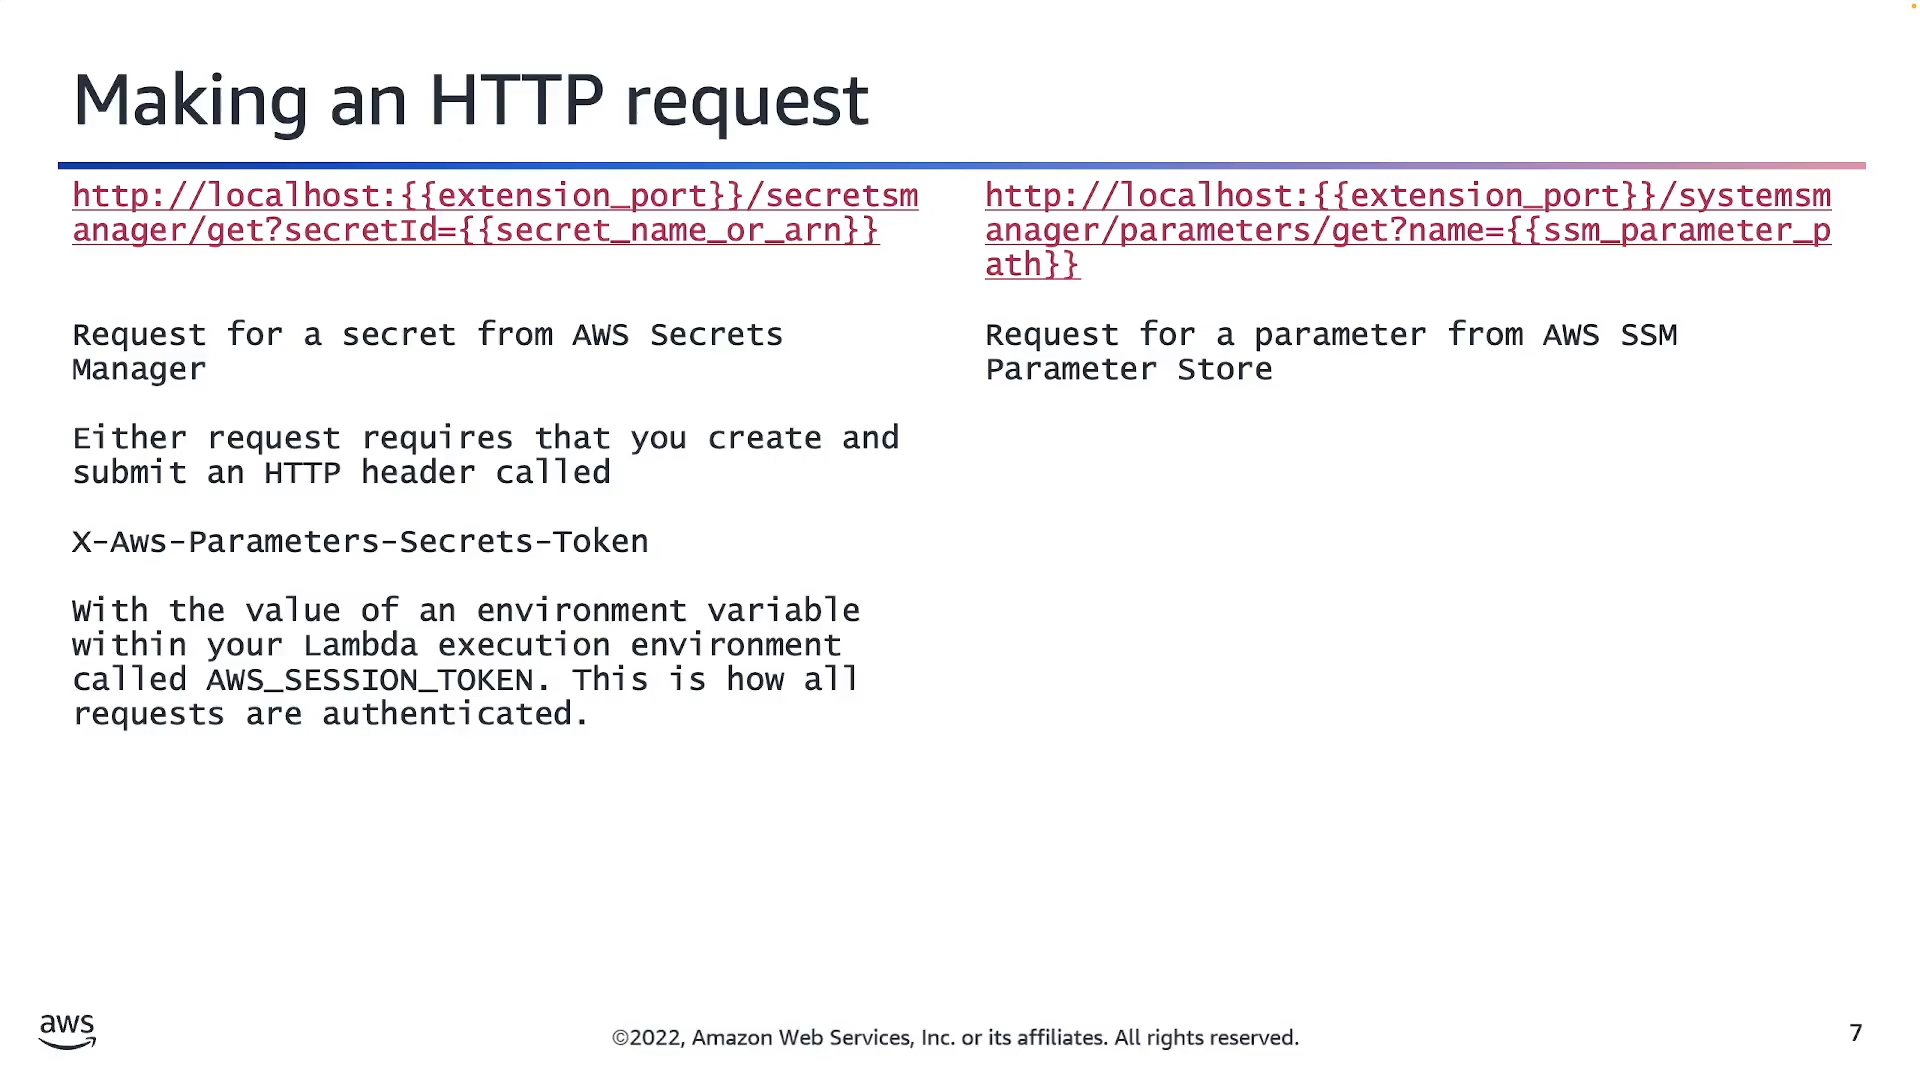 Making an HTTP request
http://localhost:{{extension_port}}/secretsm
anager/get?secretId={{secret_name_or_arn}}
Request for a secret from AWS Secrets
Manager
Either request requires that you create and
submit an HTTP header called
X-Aws-Parameters-Secrets-Token
With the value of an environment variable
within your Lambda execution environment
called AWS_SESSION_TOKEN. This is how all
requests are authenticated.
http://localhost:{{extension_port}}/systemsm
anager/parameters/get?name={{ssm_parameter_p
ath}}
Request for a parameter from AWS SSM
Parameter Store
aws
©2022, Amazon Web Services, Inc. or its affiliates. All rights reserved.
7